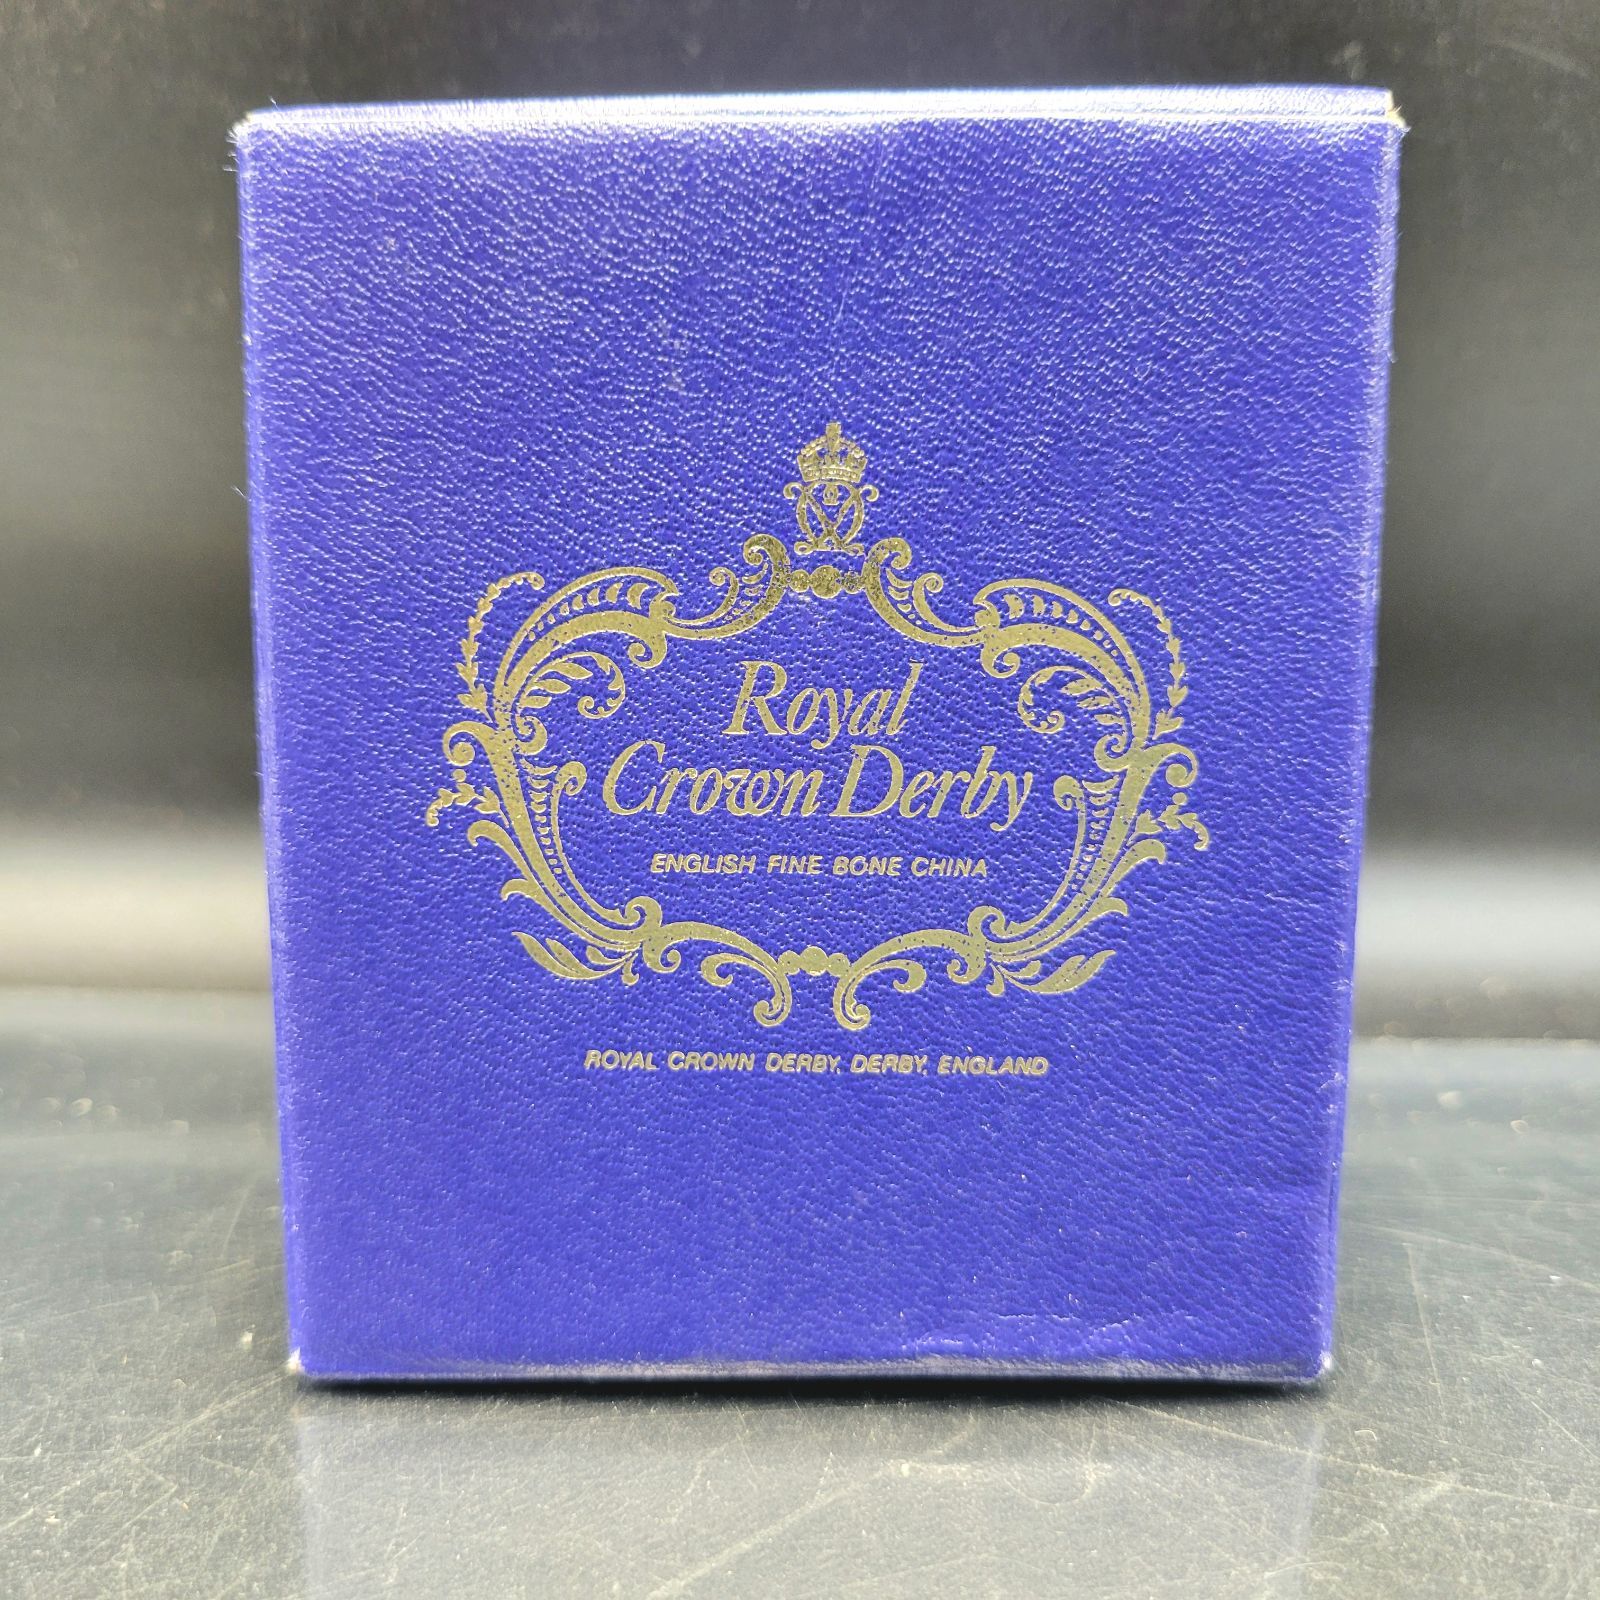 Royal
Crown Derby
ENGLISH FINE BONE CHINA
ROYAL CROWN DERBY, DERBY, ENGLAND